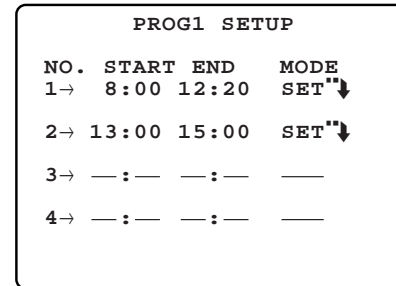 PROG1 SETUP
NO. START END MODE
1→ 8:00 12:20 SET
2→ 13:00 15:00 SET
3→ —:— —:— —
4→ —:— —:— —